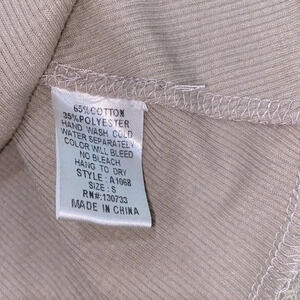 65%COTTON
35%POLYESTER
HAND WASH COLD
WATER SEPARATELY
COLOR WILL BLEED
NO BLEACH
HANG TO DRY
STYLE : A1068
SIZE : S
RN#: 130733
MADE IN CHINA